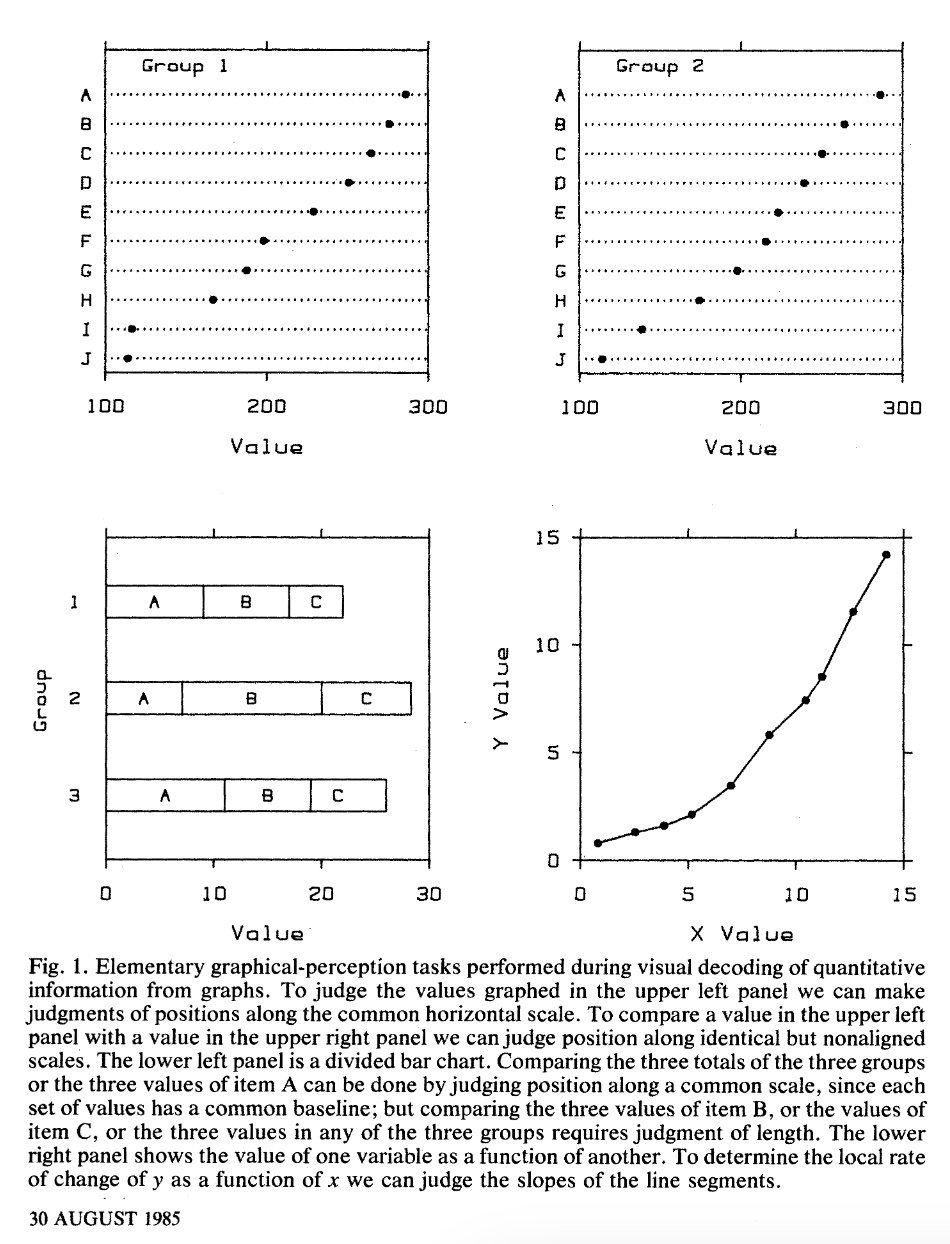 Group 1
A
B
C
D
E
F
G
H
I
J
100 200 300
Value
Group 2
A
B
C
D
E
F
G
H
I
J
100 200 300
Value
Group
1 A B C
2 A B C
3 A B C
0 10 20 30
Value
Y Value
15
10
5
0
0 5 10 15
X Value
Fig. 1. Elementary graphical-perception tasks performed during visual decoding of quantitative
information from graphs. To judge the values graphed in the upper left panel we can make
judgments of positions along the common horizontal scale. To compare a value in the upper left
panel with a value in the upper right panel we can judge position along identical but nonaligned
scales. The lower left panel is a divided bar chart. Comparing the three totals of the three groups
or the three values of item A can be done by judging position along a common scale, since each
set of values has a common baseline; but comparing the three values of item B, or the values of
item C, or the three values in any of the three groups requires judgment of length. The lower
right panel shows the value of one variable as a function of another. To determine the local rate
of change of y as a function of x we can judge the slopes of the line segments.
30 AUGUST 1985